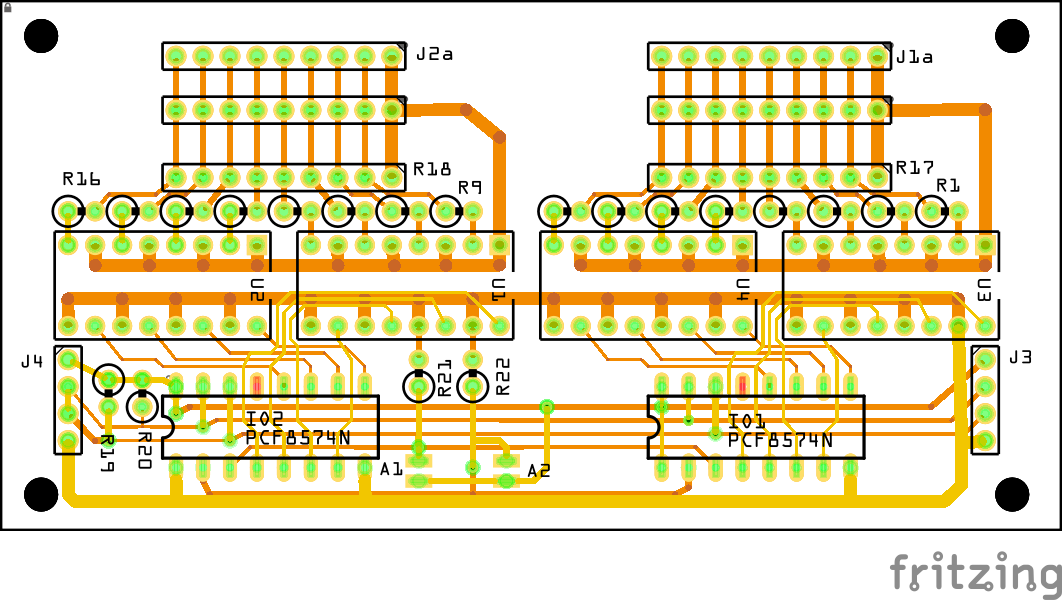 J2a
J1a
R16
R18
R9
R17
R1
U2
U1
U4
U3
J4
R21
R22
J3
IO2
PCF8574N
IO1
PCF8574N
R19
R20
A1
A2
fritzing